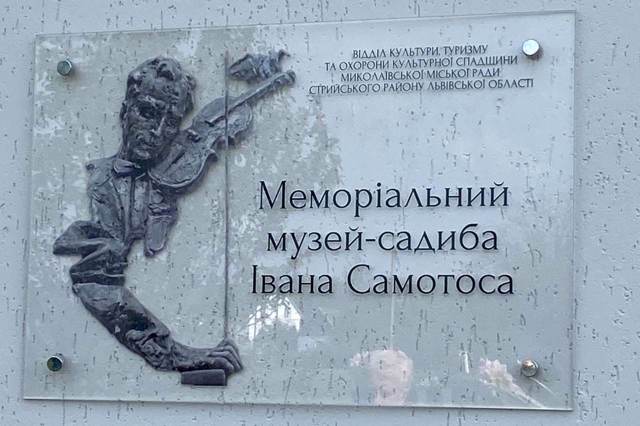 ВІДДІЛ КУЛЬТУРИ, ТУРИЗМУ
ТА ОХОРОНИ КУЛЬТУРНОЇ СПАДЩИНИ
МИКОЛАЇВСЬКОЇ МІСЬКОЇ РАДИ
СТРИЙСЬКОГО РАЙОНУ ЛЬВІВСЬКОЇ ОБЛАСТІ
Меморіальний
музей-садиба
Івана Самотоса